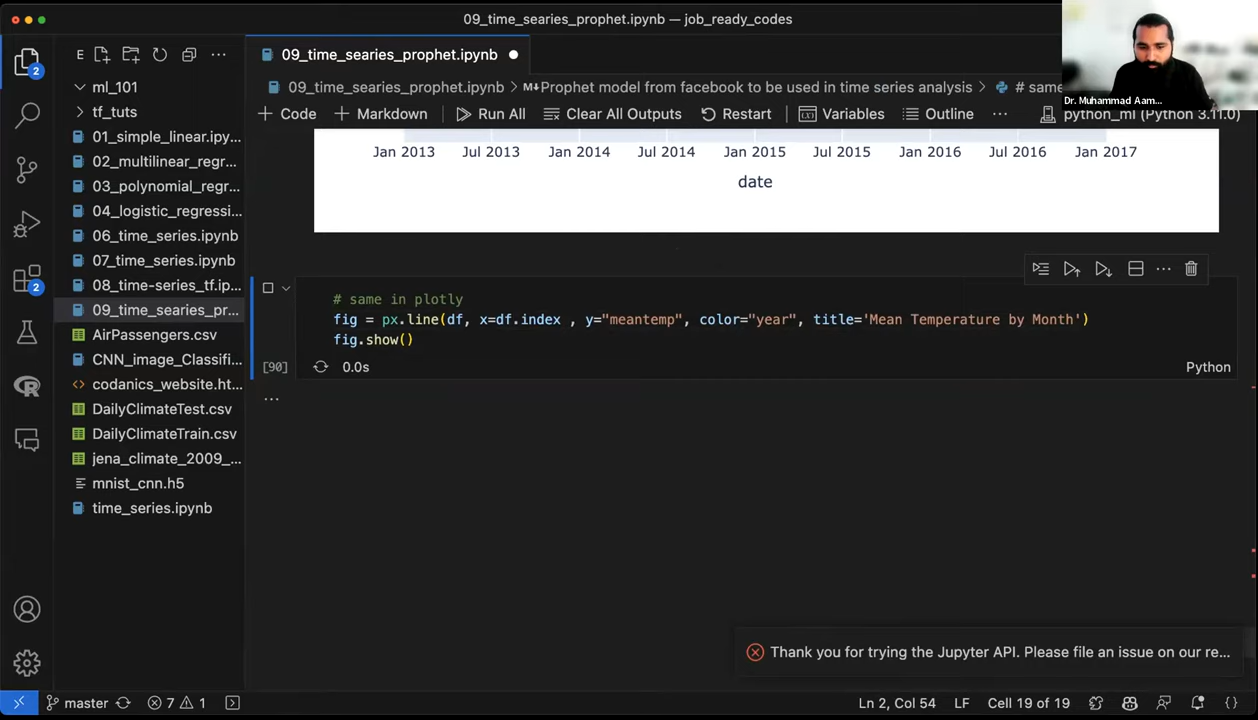 09_time_searies_prophet.ipynb — job_ready_codes
E
09_time_searies_prophet.ipynb
2
ml_101
tf_tuts
01_simple_linear.ipy...
02_multilinear_regr...
03_polynomial_regr...
04_logistic_regressi...
06_time_series.ipynb
07_time_series.ipynb
08_time-series_tf.ip...
09_time_searies_pr...
AirPassengers.csv
CNN_image_Classifi...
codanics_website.ht...
DailyClimateTest.csv
DailyClimateTrain.csv
jena_climate_2009_...
mnist_cnn.h5
time_series.ipynb
2
09_time_searies_prophet.ipynb > M↓Prophet model from facebook to be used in time series analysis > # same
Code Markdown Run All Clear All Outputs Restart Variables Outline ... python_ml (Python 3.11.0)
Dr. Muhammad Aam...
Jan 2013 Jul 2013 Jan 2014 Jul 2014 Jan 2015 Jul 2015 Jan 2016 Jul 2016 Jan 2017
date
# same in plotly
fig = px.line(df, x=df.index , y="meantemp", color="year", title='Mean Temperature by Month')
fig.show()
[90] 0.0s Python
...
Thank you for trying the Jupyter API. Please file an issue on our re...
master 7 1 Ln 2, Col 54 LF Cell 19 of 19